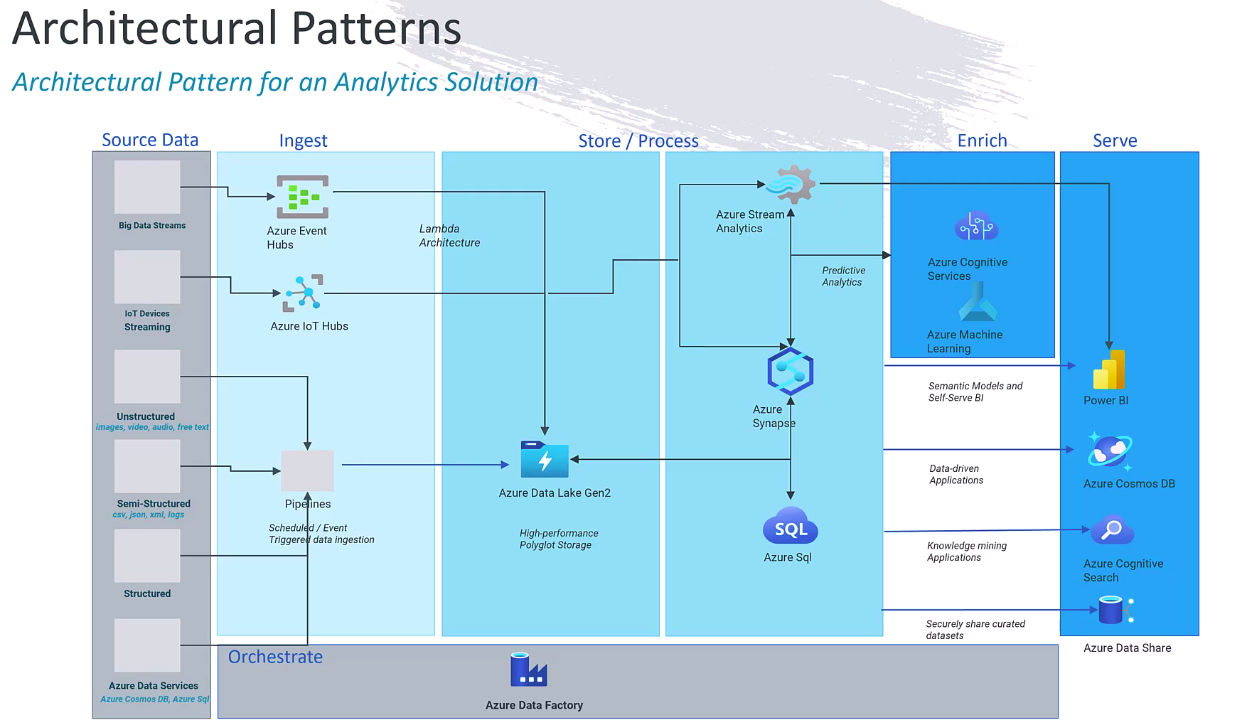 Architectural Patterns
Architectural Pattern for an Analytics Solution
Source Data
Ingest
Store / Process
Enrich
Serve
Big Data Streams
IoT Devices
Streaming
Unstructured
images, video, audio, free text
Semi-Structured
csv, json, xml, logs
Structured
Azure Data Services
Azure Cosmos DB, Azure Sql
Azure Event
Hubs
Azure IoT Hubs
Pipelines
Scheduled / Event
Triggered data ingestion
Lambda
Architecture
Azure Data Lake Gen2
High-performance
Polyglot Storage
Azure Stream
Analytics
Predictive
Analytics
Azure
Synapse
SQL
Azure Sql
Azure Cognitive
Services
Azure Machine
Learning
Semantic Models and
Self-Serve BI
Data-driven
Applications
Knowledge mining
Applications
Securely share curated
datasets
Power BI
Azure Cosmos DB
Azure Cognitive
Search
Azure Data Share
Orchestrate
Azure Data Factory